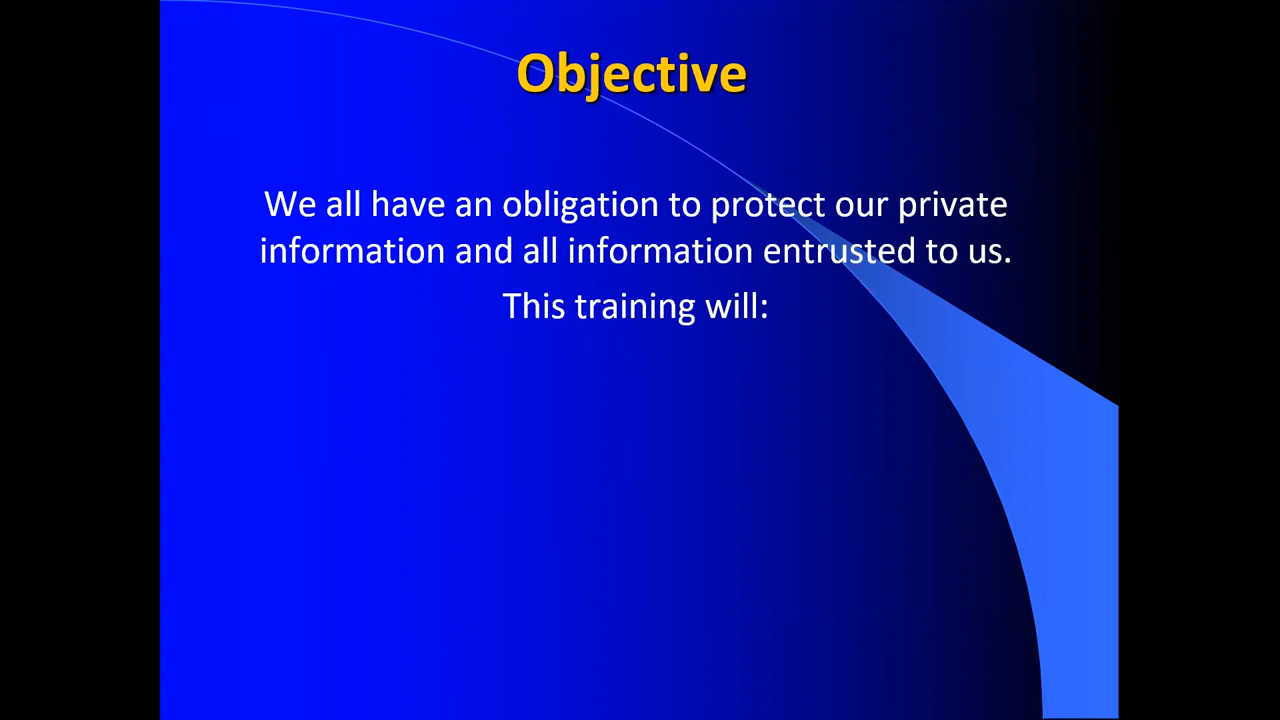 Objective
We all have an obligation to protect our private
information and all information entrusted to us.
This training will: